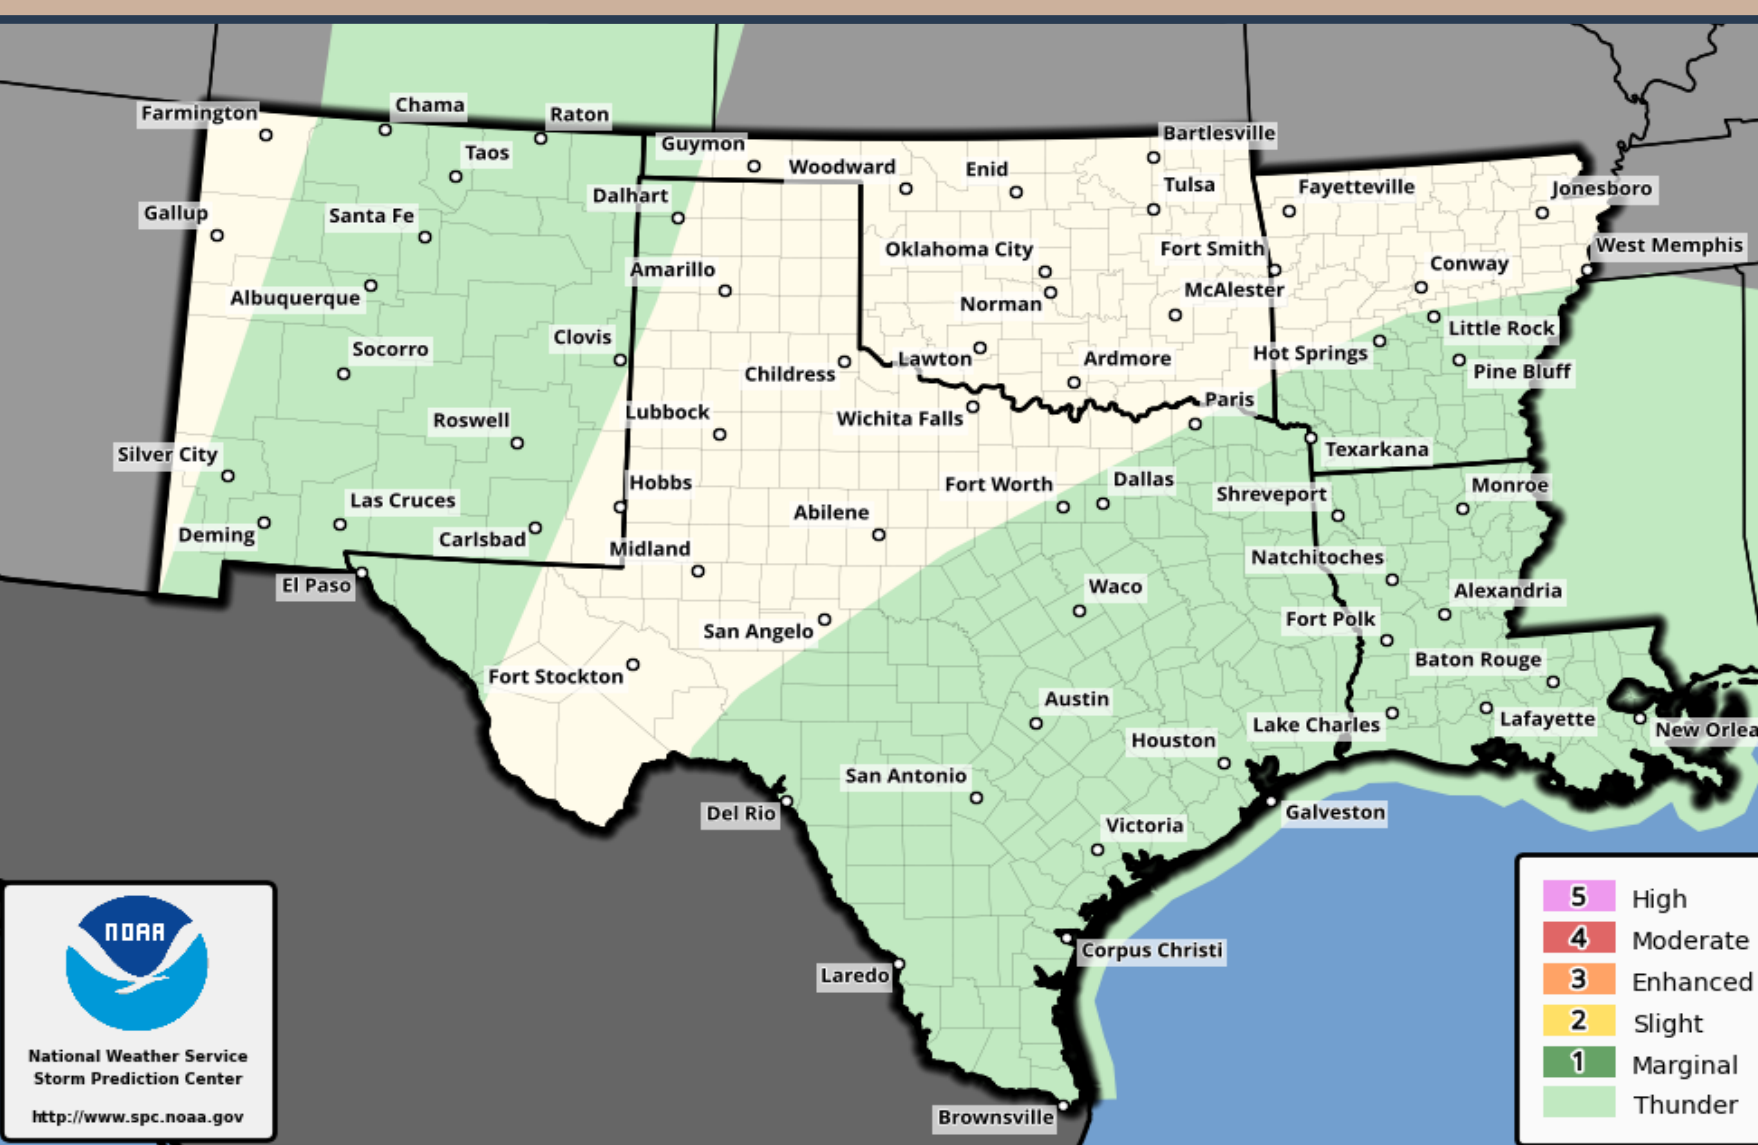 Farmington
Chama
Raton
Taos
Guymon
Woodward
Enid
Bartlesville
Tulsa
Fayetteville
Jonesboro
Gallup
Santa Fe
Dalhart
Oklahoma City
Fort Smith
West Memphis
Albuquerque
Amarillo
Norman
McAlester
Conway
Socorro
Clovis
Childress
Lawton
Ardmore
Hot Springs
Little Rock
Pine Bluff
Roswell
Lubbock
Wichita Falls
Paris
Texarkana
Silver City
Las Cruces
Hobbs
Fort Worth
Dallas
Shreveport
Monroe
Deming
Carlsbad
Midland
Abilene
Natchitoches
El Paso
Waco
Alexandria
San Angelo
Fort Polk
Fort Stockton
Austin
Baton Rouge
Houston
Lake Charles
Lafayette
New Orlea
San Antonio
Del Rio
Victoria
Galveston
Laredo
Corpus Christi
Brownsville
NOAA
National Weather Service
Storm Prediction Center
http://www.spc.noaa.gov
5 High
4 Moderate
3 Enhanced
2 Slight
1 Marginal
Thunder